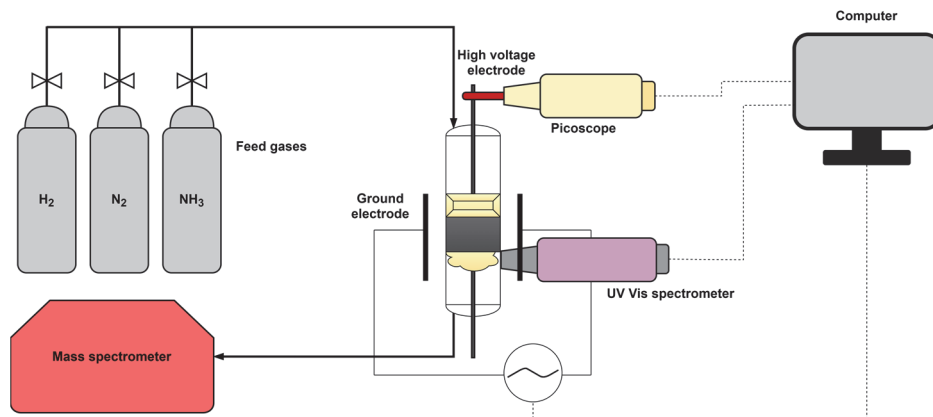 Computer
High voltage
electrode
Picoscope
Feed gases
H₂
N₂
NH₃
Ground
electrode
UV Vis spectrometer
Mass spectrometer